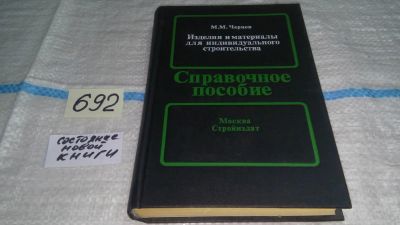 М.М. Чернов
Изделия и материалы
для индивидуального
строительства
Справочное
пособие
Москва
Стройиздат
692
состояние
новой
книги